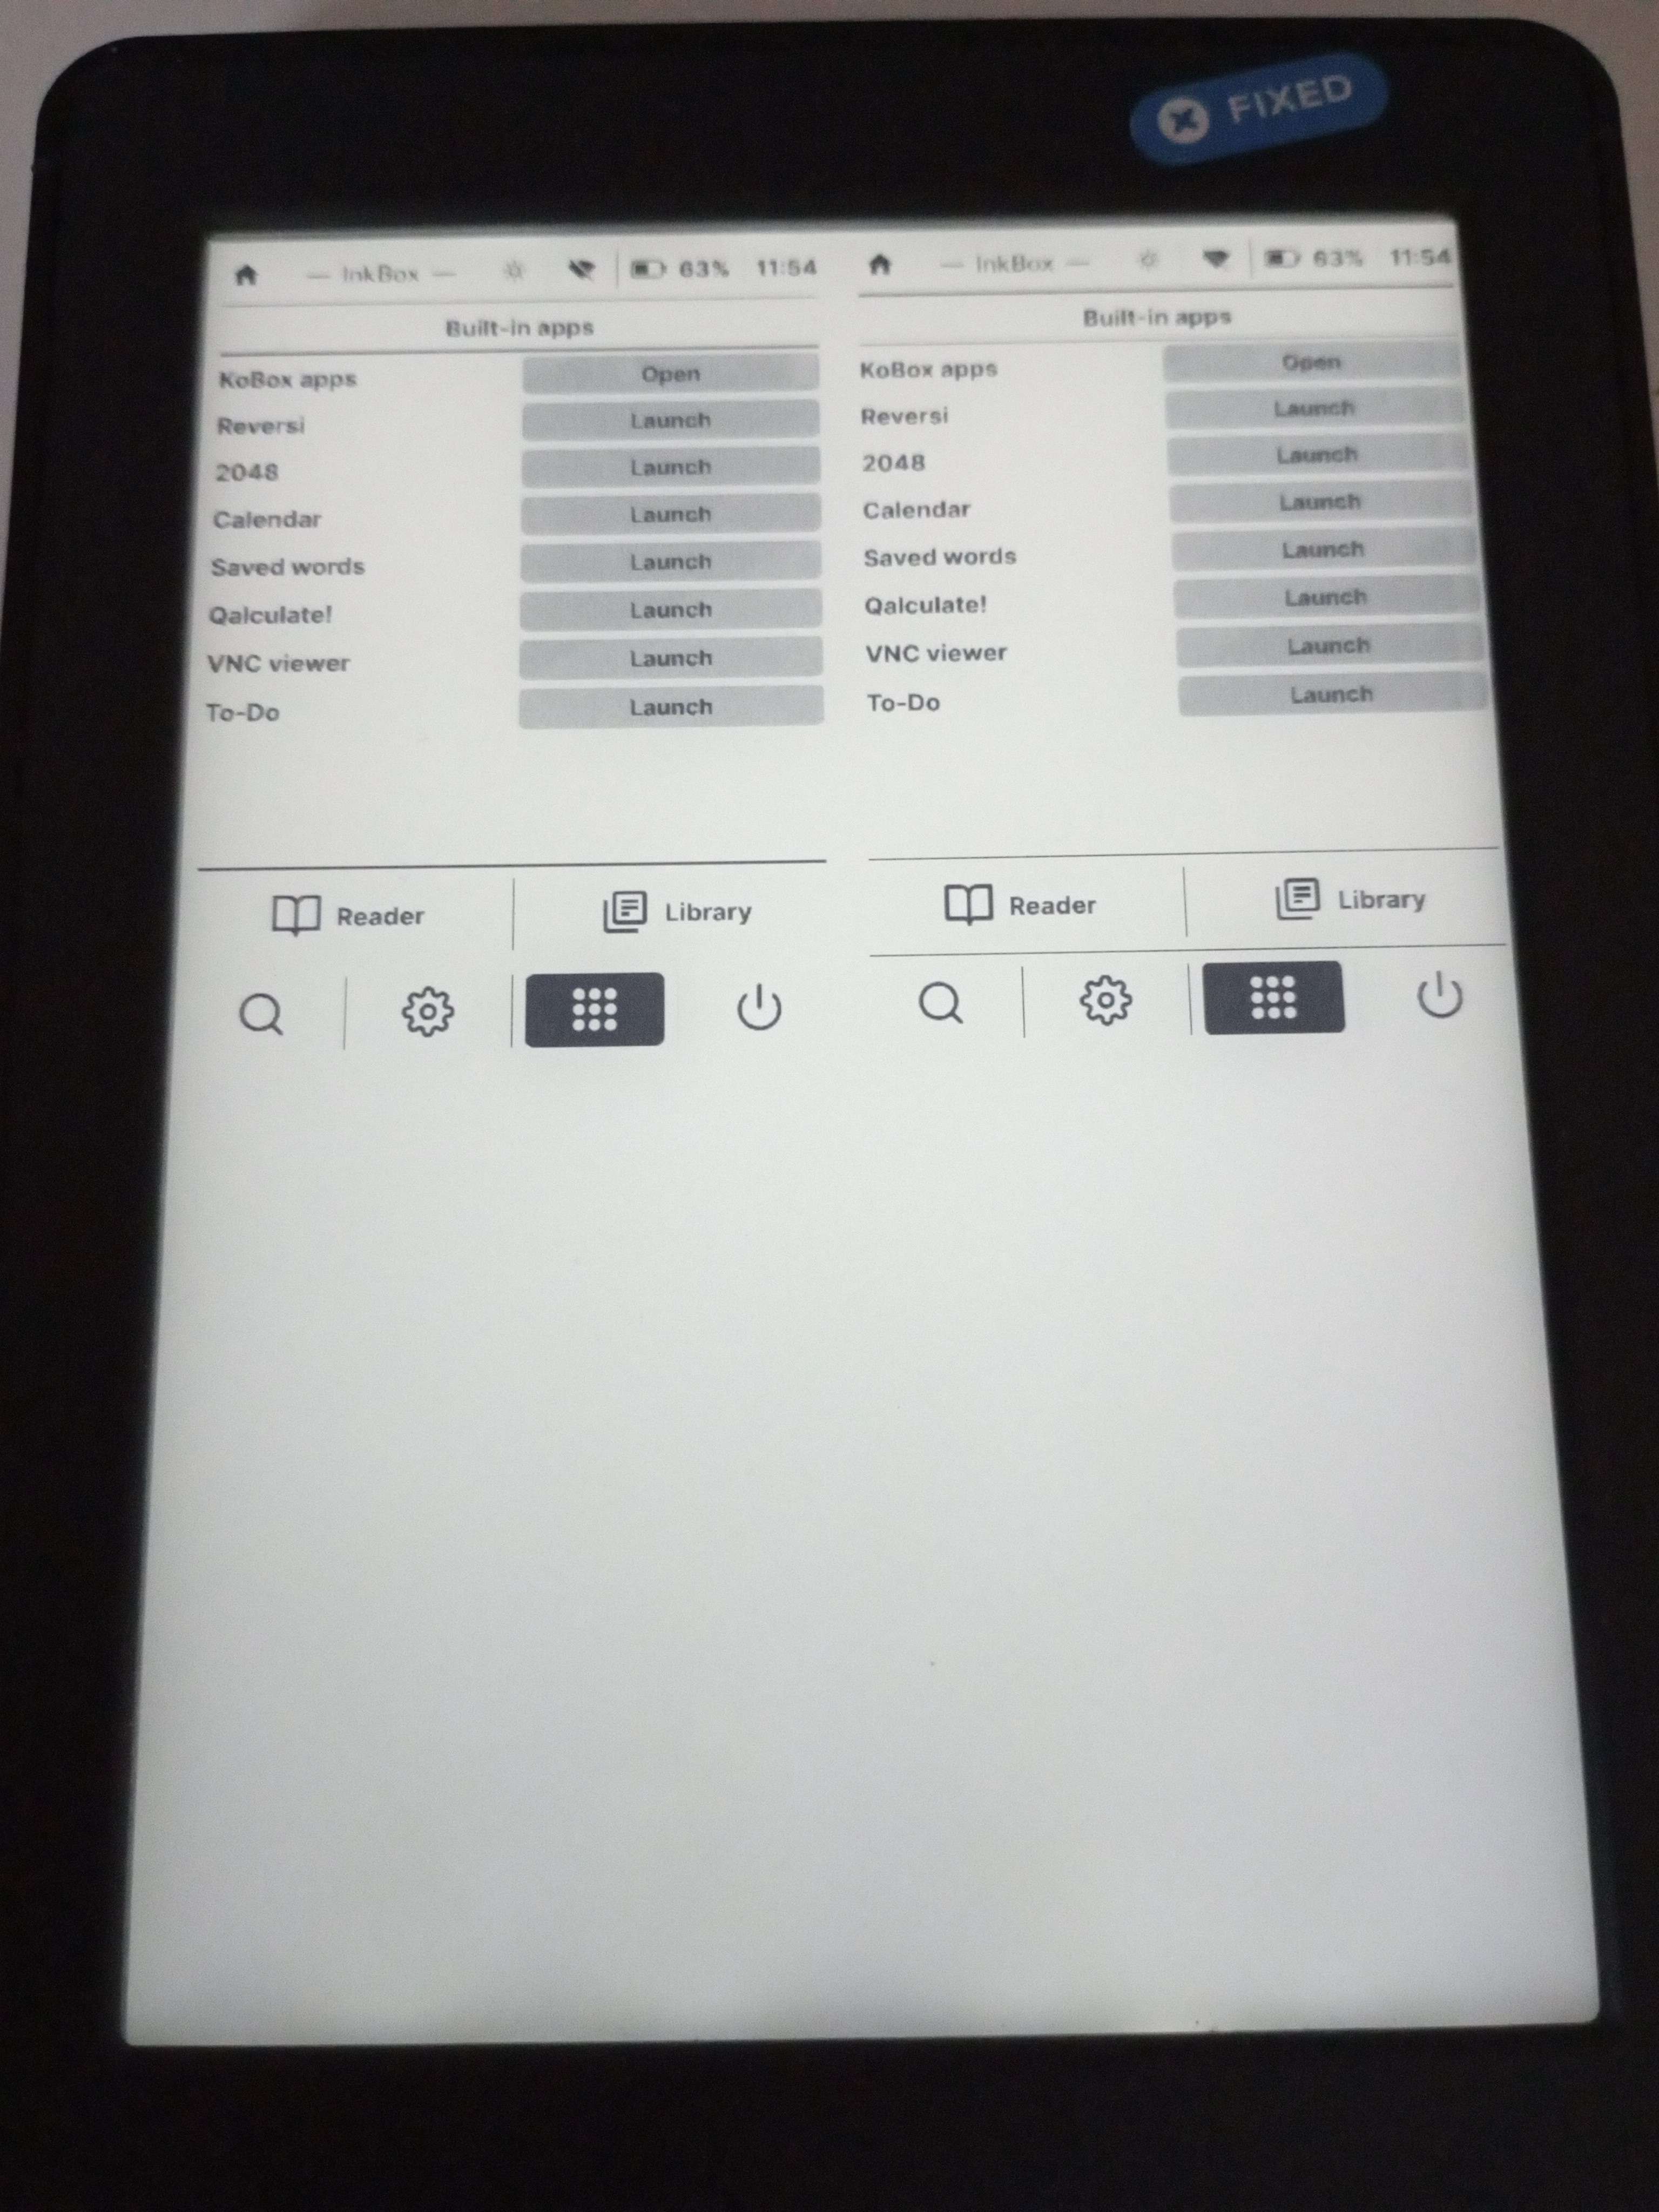 FIXED
— InkBox — 63% 11:54
Built-in apps
KoBox apps Open
Reversi Launch
2048 Launch
Calendar Launch
Saved words Launch
Qalculate! Launch
VNC viewer Launch
To-Do Launch
Reader Library
— InkBox — 63% 11:54
Built-in apps
KoBox apps Open
Reversi Launch
2048 Launch
Calendar Launch
Saved words Launch
Qalculate! Launch
VNC viewer Launch
To-Do Launch
Reader Library